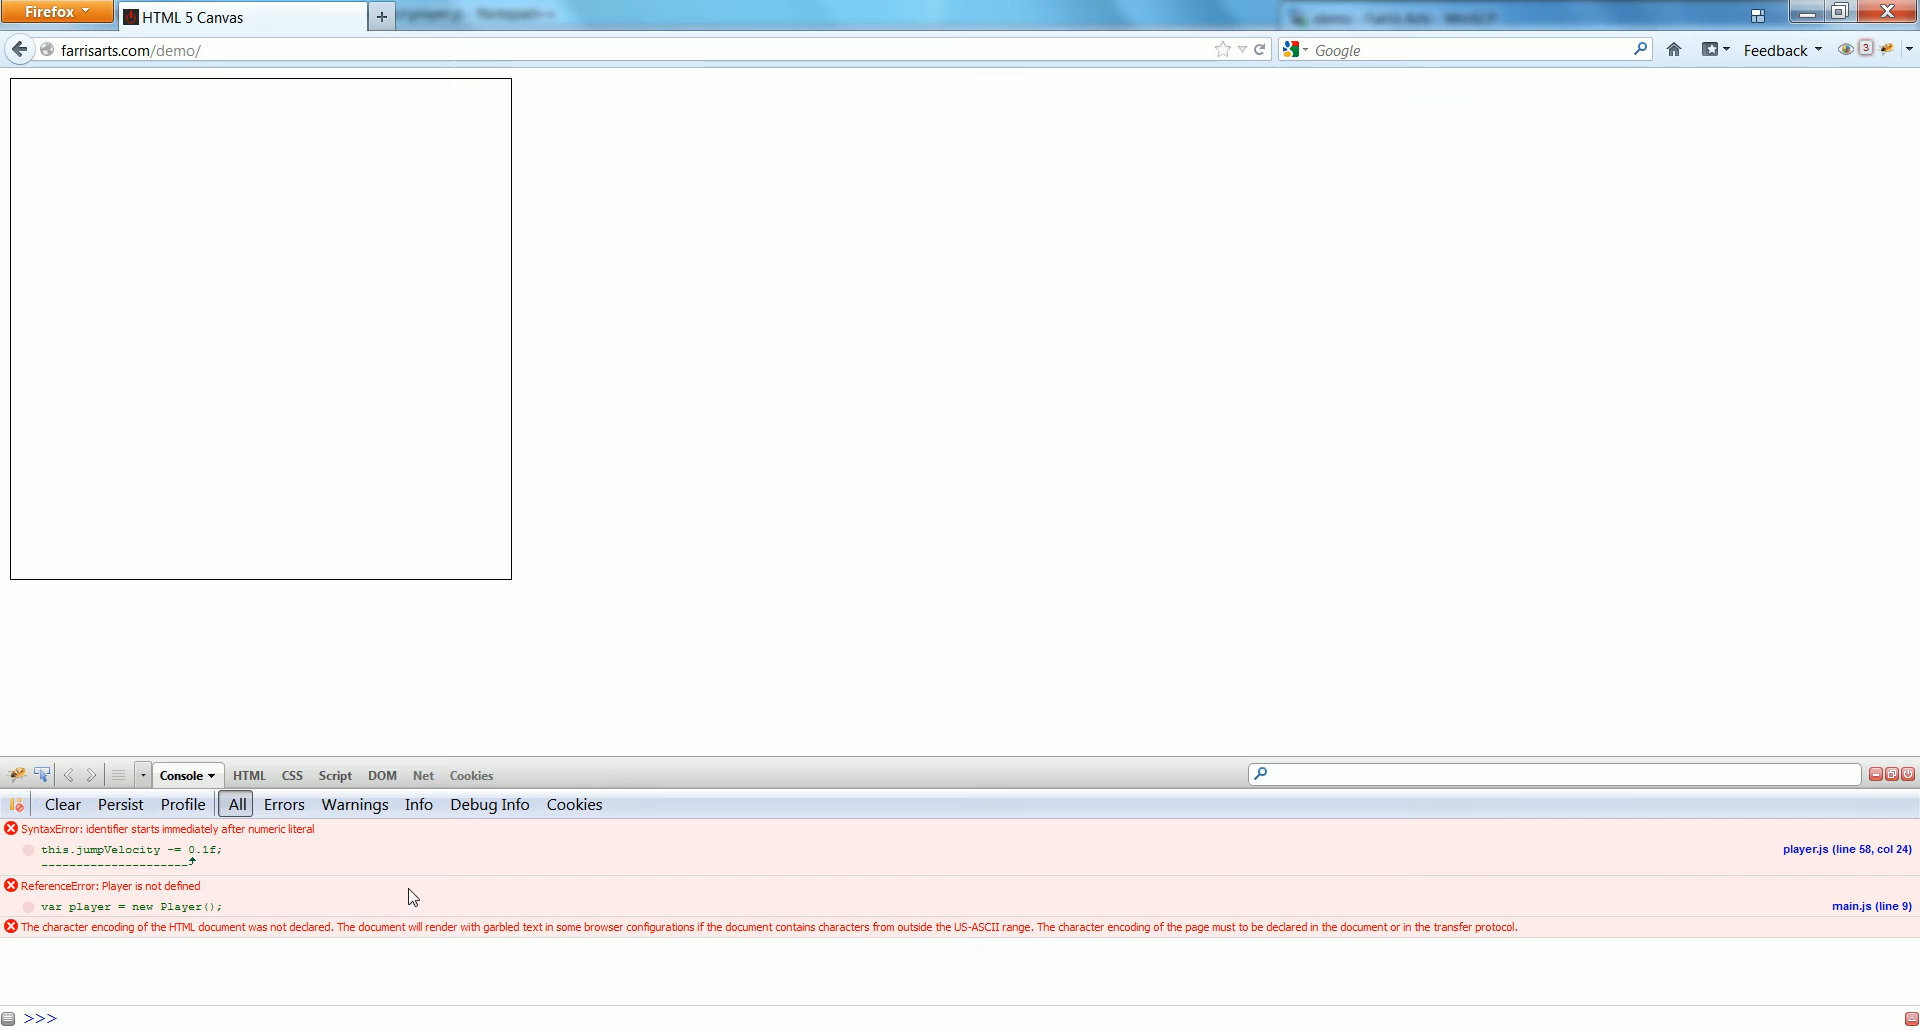 Firefox
HTML 5 Canvas
farrisarts.com/demo/
Google
Feedback
3
Console
HTML
CSS
Script
DOM
Net
Cookies
Clear
Persist
Profile
All
Errors
Warnings
Info
Debug Info
Cookies
SyntaxError: identifier starts immediately after numeric literal
this.jumpVelocity -= 0.1f;
player.js (line 58, col 24)
ReferenceError: Player is not defined
var player = new Player();
main.js (line 9)
The character encoding of the HTML document was not declared. The document will render with garbled text in some browser configurations if the document contains characters from outside the US-ASCII range. The character encoding of the page must to be declared in the document or in the transfer protocol.
>>>